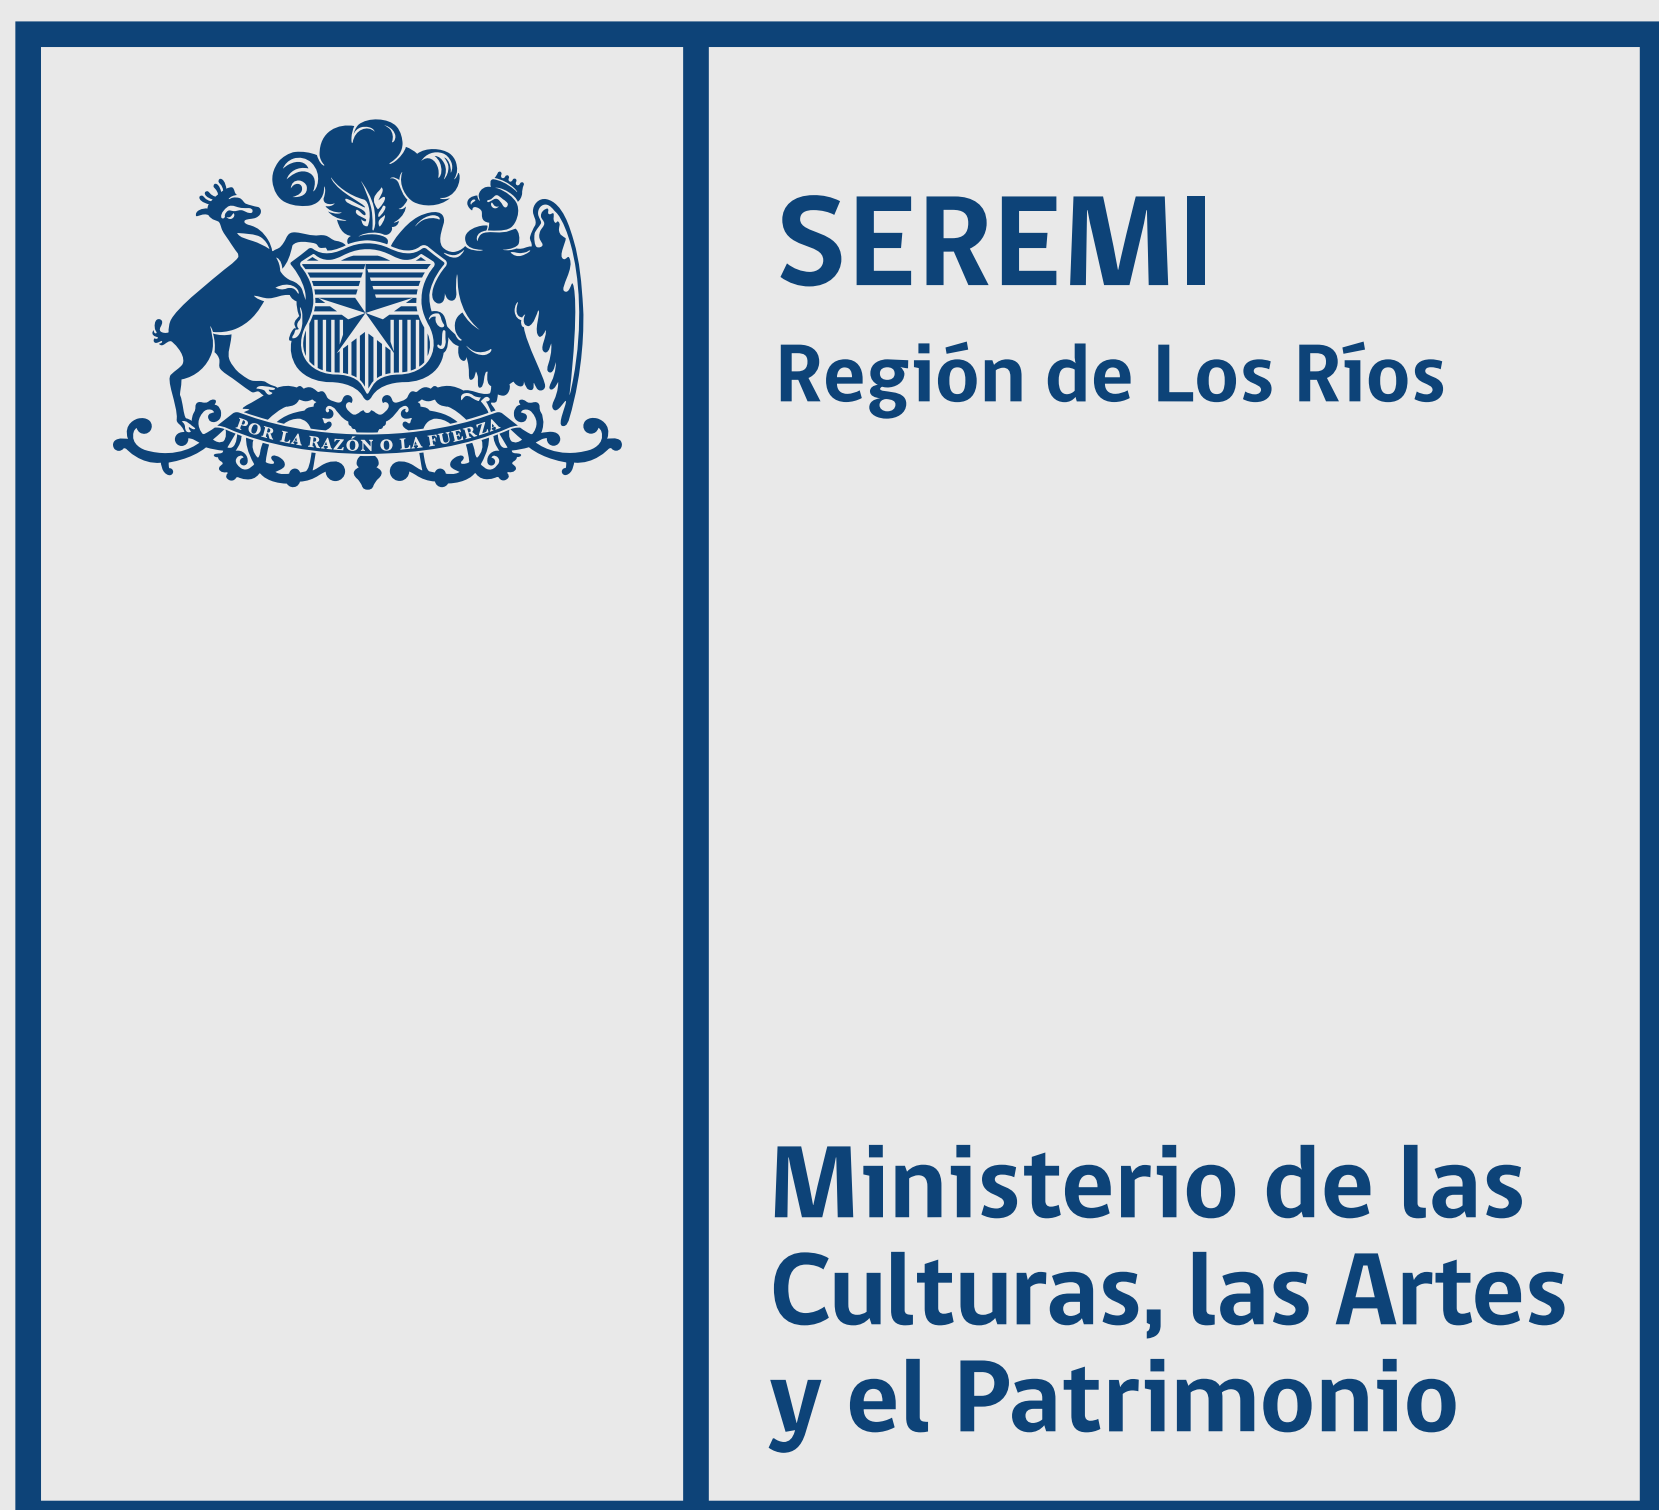 POR LA RAZÓN O LA FUERZA
SEREMI
Región de Los Ríos
Ministerio de las
Culturas, las Artes
y el Patrimonio